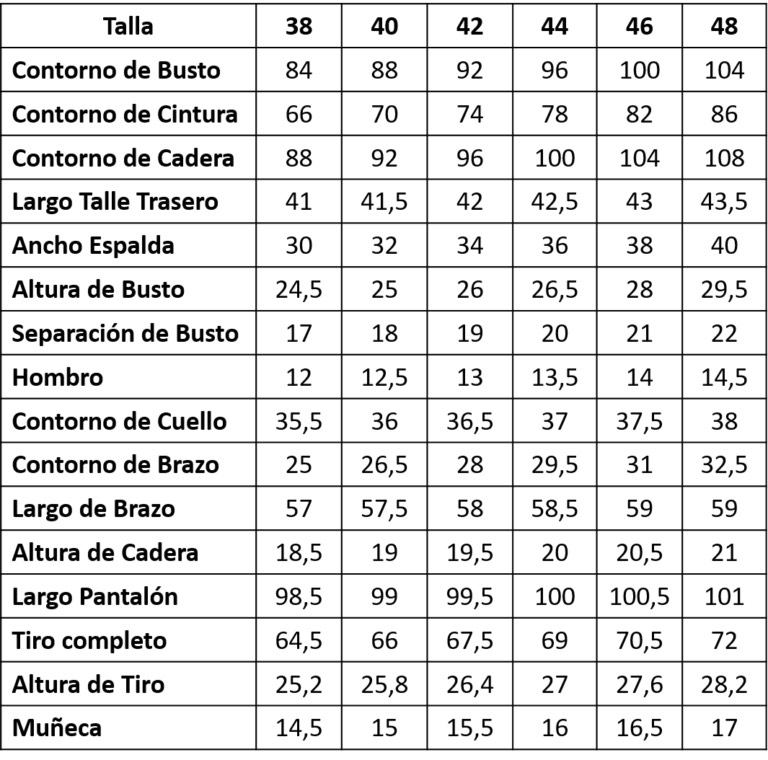 Talla 38 40 42 44 46 48
Contorno de Busto 84 88 92 96 100 104
Contorno de Cintura 66 70 74 78 82 86
Contorno de Cadera 88 92 96 100 104 108
Largo Talle Trasero 41 41,5 42 42,5 43 43,5
Ancho Espalda 30 32 34 36 38 40
Altura de Busto 24,5 25 26 26,5 28 29,5
Separación de Busto 17 18 19 20 21 22
Hombro 12 12,5 13 13,5 14 14,5
Contorno de Cuello 35,5 36 36,5 37 37,5 38
Contorno de Brazo 25 26,5 28 29,5 31 32,5
Largo de Brazo 57 57,5 58 58,5 59 59
Altura de Cadera 18,5 19 19,5 20 20,5 21
Largo Pantalón 98,5 99 99,5 100 100,5 101
Tiro completo 64,5 66 67,5 69 70,5 72
Altura de Tiro 25,2 25,8 26,4 27 27,6 28,2
Muñeca 14,5 15 15,5 16 16,5 17